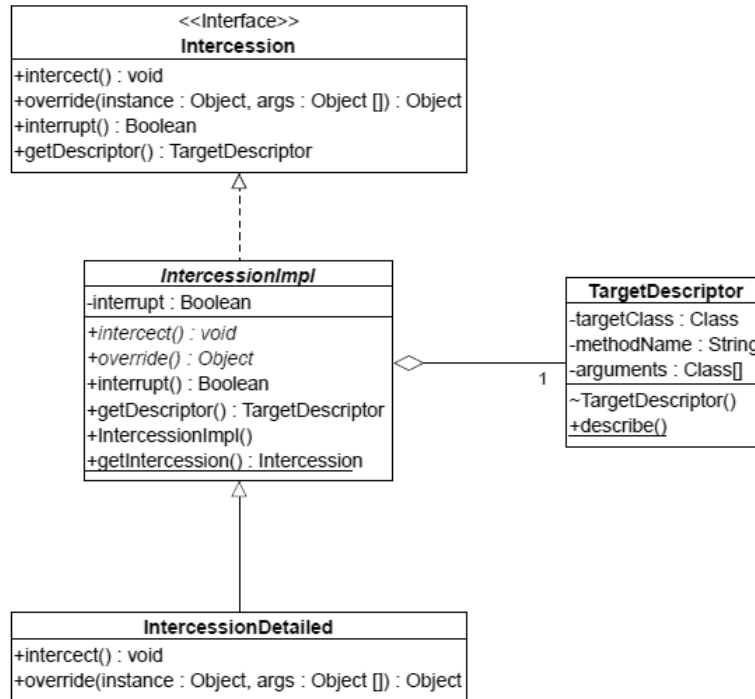 <<Interface>>
Intercession
+intercect() : void
+override(instance : Object, args : Object []) : Object
+interrupt() : Boolean
+getDescriptor() : TargetDescriptor
IntercessionImpl
-interrupt : Boolean
+intercect() : void
+override() : Object
+interrupt() : Boolean
+getDescriptor() : TargetDescriptor
+IntercessionImpl()
+getIntercession() : Intercession
1
TargetDescriptor
-targetClass : Class
-methodName : String
-arguments : Class[]
~TargetDescriptor()
+describe()
IntercessionDetailed
+intercect() : void
+override(instance : Object, args : Object []) : Object